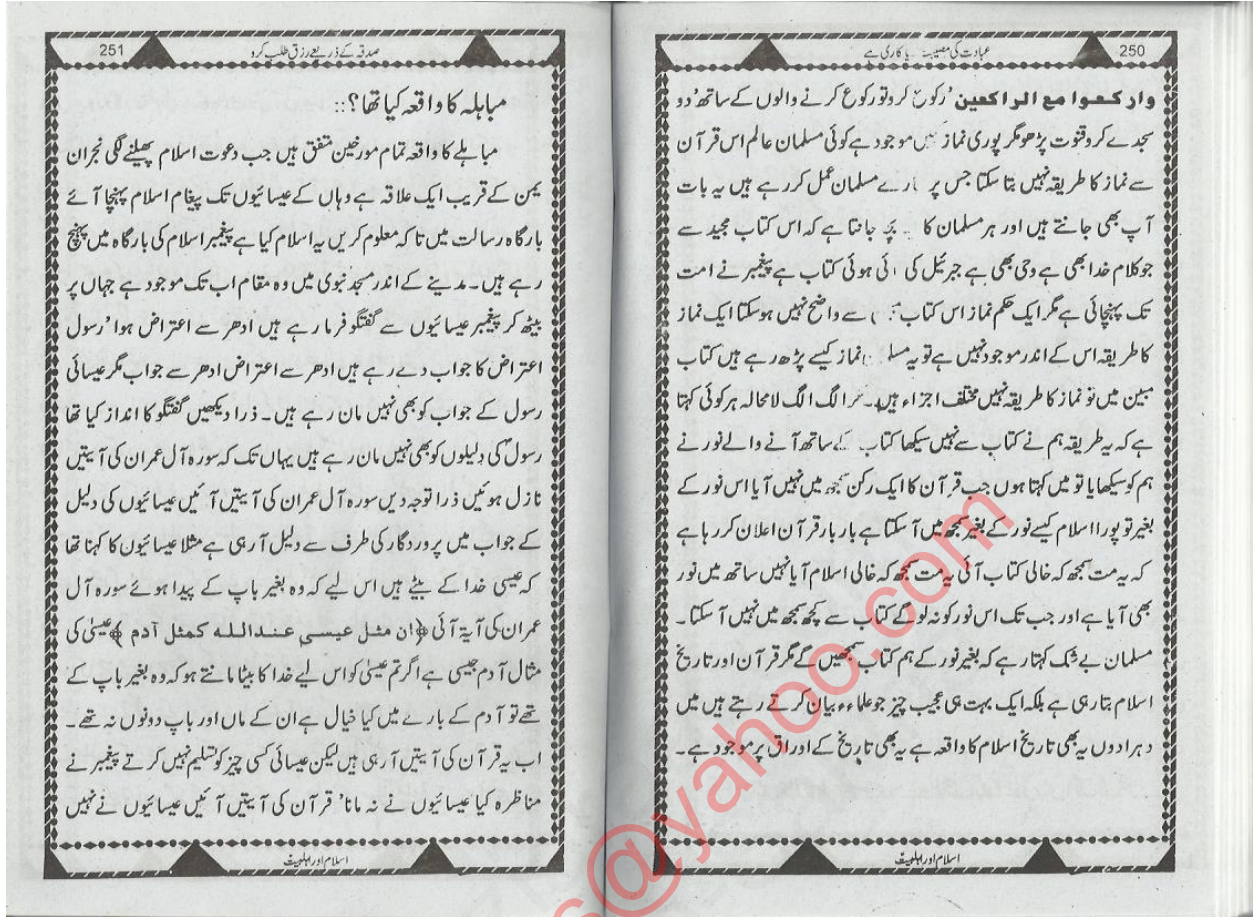 250
عبادت کی مصیبت ریاکاری ہے
وارکعوا مع الراکعین’ رکوع کرو تو رکوع کرنے والوں کے ساتھ‘ دو
سجدے کرو قنوت پڑھو مگر پوری نماز موجود ہے کوئی مسلمان عالم اس قرآن
سے نماز کا طریقہ نہیں بتا سکتا جس پر مسلمان عمل کر رہے ہیں یہ بات
آپ بھی جانتے ہیں اور ہر مسلمان کا بچہ جانتا ہے کہ اس کتاب مجید سے
جو کلام خدا بھی ہے وحی بھی ہے جبرئیل کی لائی ہوئی کتاب ہے پیغمبر نے امت
تک پہنچائی ہے مگر ایک حکم نماز اس کتاب سے واضح نہیں ہو سکتا ایک نماز
کا طریقہ اس کے اندر موجود نہیں ہے تو یہ نماز کیسے پڑھ رہے ہیں کتاب
مبین میں تو نماز کا طریقہ نہیں مختلف اجزاء ہیں۔ الگ الگ لامحالہ ہر کوئی کہتا
ہے کہ یہ طریقہ ہم نے کتاب سے نہیں سیکھا کتاب کے ساتھ آنے والے نور نے
ہم کو سیکھایا تو میں کہتا ہوں جب قرآن کا ایک رکن سمجھ میں نہیں آیا اس نور کے
بغیر تو پورا اسلام کیسے نور کے بغیر سمجھ میں آ سکتا ہے بار بار قرآن اعلان کر رہا ہے
کہ یہ مت سمجھ کہ خالی کتاب آئی یہ مت سمجھ کہ خالی اسلام آیا نہیں ساتھ میں نور
بھی آیا ہے اور جب تک اس نور کو نہ لو گے کتاب سے کچھ سمجھ میں نہیں آ سکتا۔
مسلمان بے شک کہتا رہے کہ بغیر نور کے ہم کتاب سمجھیں گے مگر قرآن اور تاریخ
اسلام بتا رہی ہے بلکہ ایک بہت ہی عجیب چیز جو علماء بیان کرتے رہتے ہیں میں
دہرا دوں یہ بھی تاریخ اسلام کا واقعہ ہے یہ بھی تاریخ کے اوراق پر موجود ہے۔
اسلام اور اہلبیتؑ
251
صدقہ کے ذریعے رزق طلب کرو
مباہلہ کا واقعہ کیا تھا؟::
مباہلے کا واقعہ تمام مورخین متفق ہیں جب دعوت اسلام پھیلنے لگی نجران
یمن کے قریب ایک علاقہ ہے وہاں کے عیسائیوں تک پیغام اسلام پہنچا آئے
بارگاہ رسالت میں تاکہ معلوم کریں یہ اسلام کیا ہے پیغمبر اسلام کی بارگاہ میں پہنچ
رہے ہیں۔ مدینے کے اندر مسجد نبوی میں وہ مقام اب تک موجود ہے جہاں پر
بیٹھ کر پیغمبر عیسائیوں سے گفتگو فرما رہے ہیں ادھر سے اعتراض ہوا‘ رسول
اعتراض کا جواب دے رہے ہیں ادھر سے اعتراض ادھر سے جواب مگر عیسائی
رسول کے جواب کو بھی نہیں مان رہے ہیں۔ ذرا دیکھیں گفتگو کا انداز کیا تھا
رسولؐ کی دلیلوں کو بھی نہیں مان رہے ہیں یہاں تک کہ سورہ آل عمران کی آیتیں
نازل ہوئیں ذرا توجہ دیں سورہ آل عمران کی آیتیں آئیں عیسائیوں کی دلیل
کے جواب میں پروردگار کی طرف سے دلیل آ رہی ہے مثلا عیسائیوں کا کہنا تھا
کہ عیسیٰ خدا کے بیٹے ہیں اس لیے کہ وہ بغیر باپ کے پیدا ہوئے سورہ آل
عمران کی آیۃ آئی ﴿ان مثل عیسی عنداللہ کمثل آدم﴾ عیسیٰ کی
مثال آدم جیسی ہے اگر تم عیسیٰ کو اس لیے خدا کا بیٹا مانتے ہو کہ وہ بغیر باپ کے
تھے تو آدم کے بارے میں کیا خیال ہے ان کے ماں اور باپ دونوں نہ تھے۔
اب یہ قرآن کی آیتیں آ رہی ہیں لیکن عیسائی کسی چیز کو تسلیم نہیں کرتے پیغمبر نے
مناظرہ کیا عیسائیوں نے نہ مانا‘ قرآن کی آیتیں آئیں عیسائیوں نے نہیں
اسلام اور اہلبیتؑ
s@yahoo.com